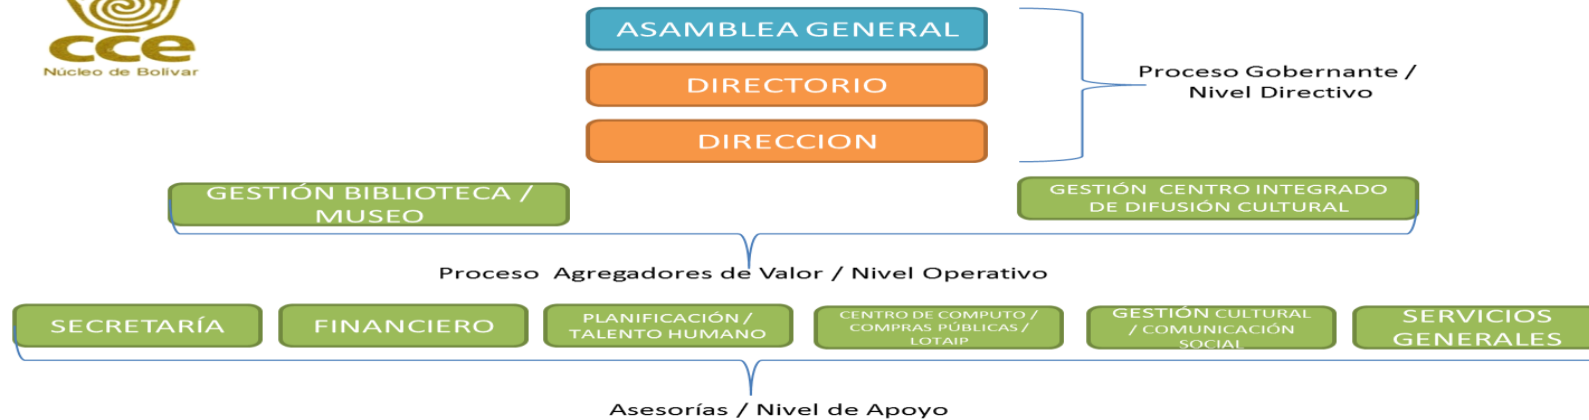 cce
Núcleo de Bolívar
ASAMBLEA GENERAL
DIRECTORIO
DIRECCION
Proceso Gobernante /
Nivel Directivo
GESTIÓN BIBLIOTECA /
MUSEO
GESTIÓN CENTRO INTEGRADO
DE DIFUSIÓN CULTURAL
Proceso Agregadores de Valor / Nivel Operativo
SECRETARÍA
FINANCIERO
PLANIFICACIÓN /
TALENTO HUMANO
CENTRO DE COMPUTO /
COMPRAS PÚBLICAS /
LOTAIP
GESTIÓN CULTURAL
/ COMUNICACIÓN
SOCIAL
SERVICIOS
GENERALES
Asesorías / Nivel de Apoyo